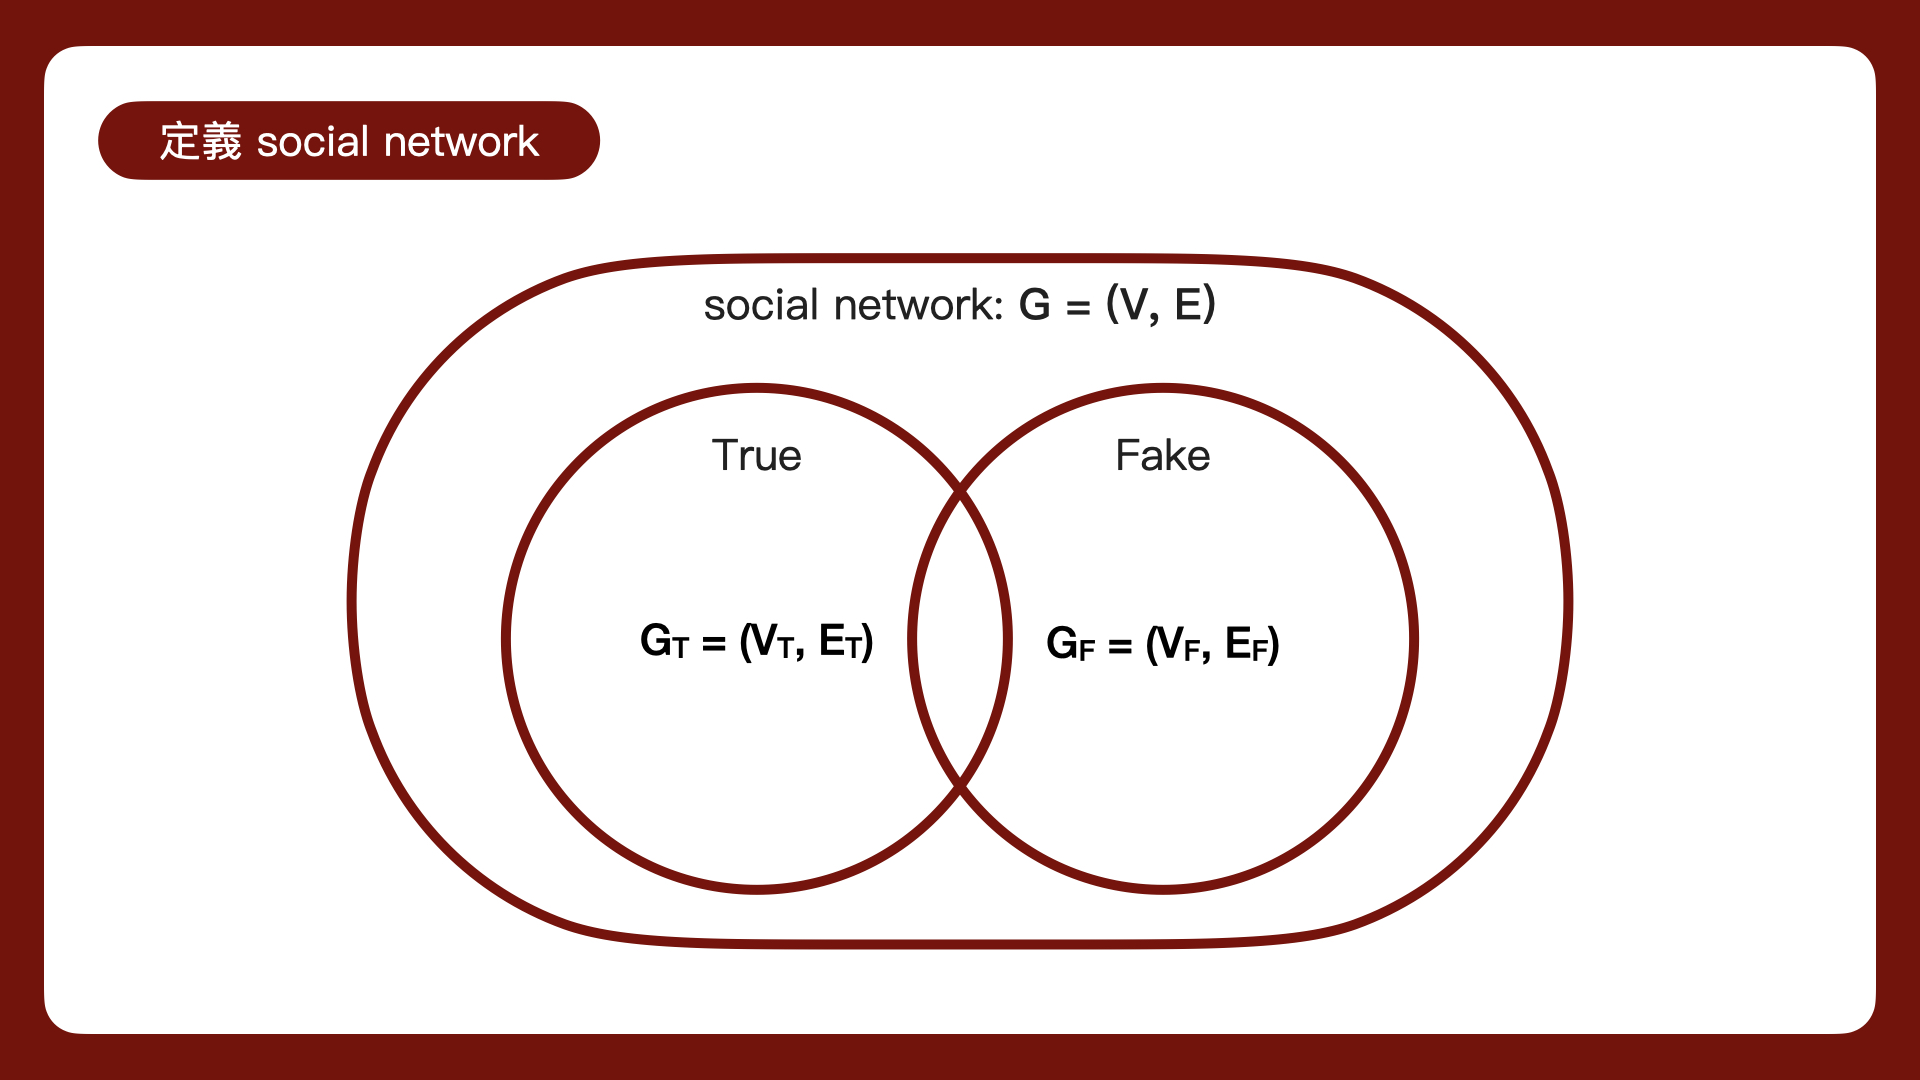 定義 social network
social network: G = (V, E)
True
Fake
G_T = (V_T, E_T)
G_F = (V_F, E_F)